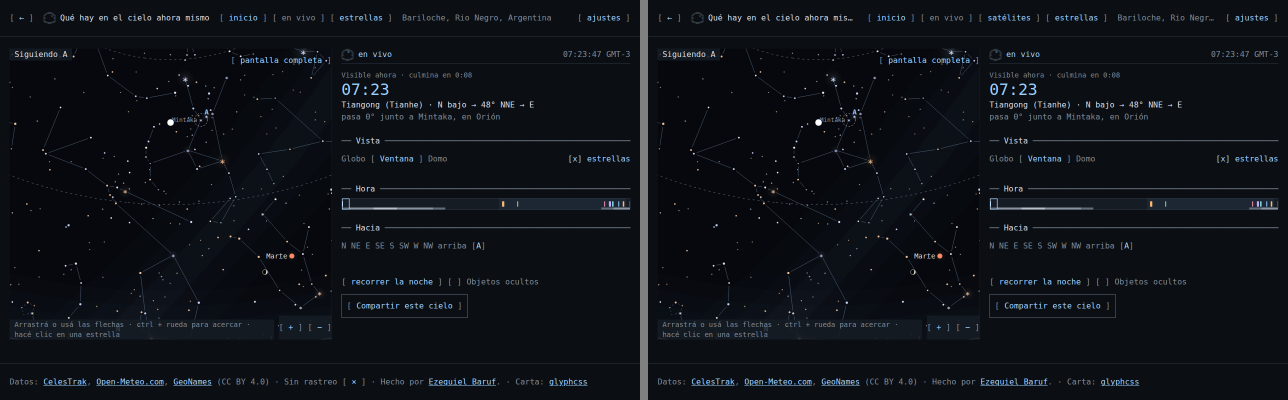 [ ← ] Qué hay en el cielo ahora mismo [ inicio ] [ en vivo ] [ estrellas ] Bariloche, Río Negro, Argentina [ ajustes ]
Siguiendo A
[ pantalla completa ]
Mintaka
A
Marte
Arrastrá o usá las flechas · ctrl + rueda para acercar ·
hacé clic en una estrella
[ + ] [ − ]
en vivo 07:23:47 GMT-3
Visible ahora · culmina en 0:08
07:23
Tiangong (Tianhe) · N bajo → 48° NNE → E
pasa 0° junto a Mintaka, en Orión
Vista
Globo [ Ventana ] Domo [x] estrellas
Hora
Hacia
N NE E SE S SW W NW arriba [A]
[ recorrer la noche ] [ ] Objetos ocultos
[ Compartir este cielo ]
Datos: CelesTrak, Open-Meteo.com, GeoNames (CC BY 4.0) · Sin rastreo [ × ] · Hecho por Ezequiel Baruf. · Carta: glyphcss
[ ← ] Qué hay en el cielo ahora mis… [ inicio ] [ en vivo ] [ satélites ] [ estrellas ] Bariloche, Río Negr… [ ajustes ]
Siguiendo A
[ pantalla completa ]
Mintaka
A
Marte
Arrastrá o usá las flechas · ctrl + rueda para acercar ·
hacé clic en una estrella
[ + ] [ − ]
en vivo 07:23:47 GMT-3
Visible ahora · culmina en 0:08
07:23
Tiangong (Tianhe) · N bajo → 48° NNE → E
pasa 0° junto a Mintaka, en Orión
Vista
Globo [ Ventana ] Domo [x] estrellas
Hora
Hacia
N NE E SE S SW W NW arriba [A]
[ recorrer la noche ] [ ] Objetos ocultos
[ Compartir este cielo ]
Datos: CelesTrak, Open-Meteo.com, GeoNames (CC BY 4.0) · Hecho por Ezequiel Baruf. · Carta: glyphcss